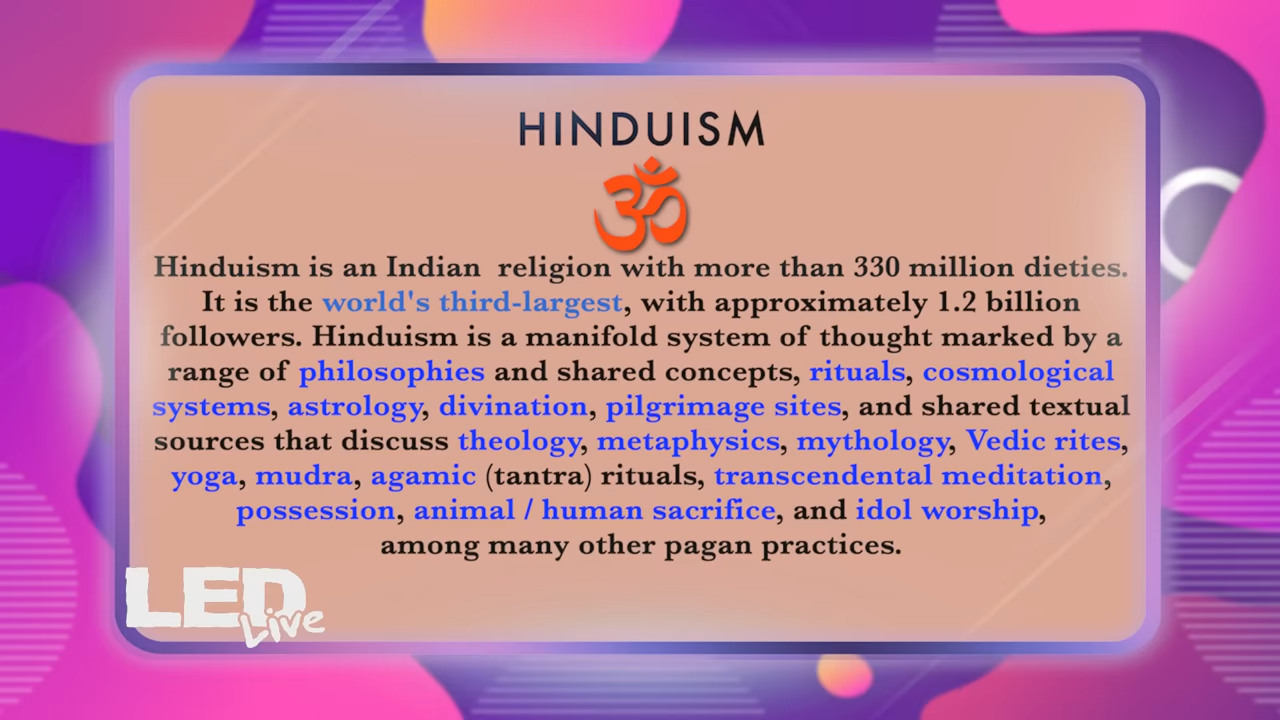 HINDUISM
ॐ
Hinduism is an Indian  religion with more than 330 million dieties.
It is the world's third-largest, with approximately 1.2 billion
followers. Hinduism is a manifold system of thought marked by a
range of philosophies and shared concepts, rituals, cosmological
systems, astrology, divination, pilgrimage sites, and shared textual
sources that discuss theology, metaphysics, mythology, Vedic rites,
yoga, mudra, agamic (tantra) rituals, transcendental meditation,
possession, animal / human sacrifice, and idol worship,
among many other pagan practices.
LED
Live